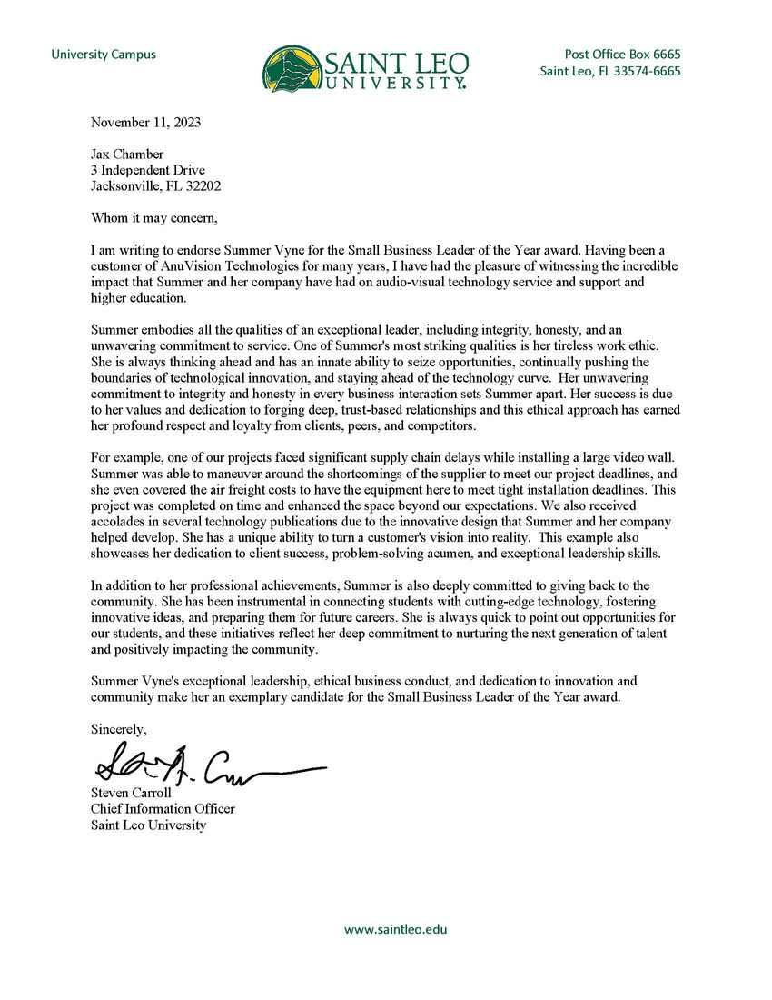 University Campus
SAINT LEO
UNIVERSITY.
Post Office Box 6665
Saint Leo, FL 33574-6665
November 11, 2023
Jax Chamber
3 Independent Drive
Jacksonville, FL 32202
Whom it may concern,
I am writing to endorse Summer Vyne for the Small Business Leader of the Year award. Having been a
customer of AnuVision Technologies for many years, I have had the pleasure of witnessing the incredible
impact that Summer and her company have had on audio-visual technology service and support and
higher education.
Summer embodies all the qualities of an exceptional leader, including integrity, honesty, and an
unwavering commitment to service. One of Summer's most striking qualities is her tireless work ethic.
She is always thinking ahead and has an innate ability to seize opportunities, continually pushing the
boundaries of technological innovation, and staying ahead of the technology curve.  Her unwavering
commitment to integrity and honesty in every business interaction sets Summer apart. Her success is due
to her values and dedication to forging deep, trust-based relationships and this ethical approach has earned
her profound respect and loyalty from clients, peers, and competitors.
For example, one of our projects faced significant supply chain delays while installing a large video wall.
Summer was able to maneuver around the shortcomings of the supplier to meet our project deadlines, and
she even covered the air freight costs to have the equipment here to meet tight installation deadlines. This
project was completed on time and enhanced the space beyond our expectations. We also received
accolades in several technology publications due to the innovative design that Summer and her company
helped develop. She has a unique ability to turn a customer's vision into reality.  This example also
showcases her dedication to client success, problem-solving acumen, and exceptional leadership skills.
In addition to her professional achievements, Summer is also deeply committed to giving back to the
community. She has been instrumental in connecting students with cutting-edge technology, fostering
innovative ideas, and preparing them for future careers. She is always quick to point out opportunities for
our students, and these initiatives reflect her deep commitment to nurturing the next generation of talent
and positively impacting the community.
Summer Vyne's exceptional leadership, ethical business conduct, and dedication to innovation and
community make her an exemplary candidate for the Small Business Leader of the Year award.
Sincerely,
Steven Carroll
Chief Information Officer
Saint Leo University
www.saintleo.edu